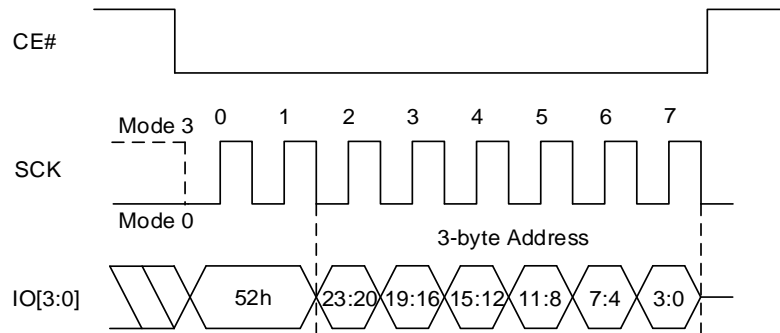 CE#
Mode 3
0 1 2 3 4 5 6 7
SCK
Mode 0
3-byte Address
IO[3:0]
52h 23:20 19:16 15:12 11:8 7:4 3:0